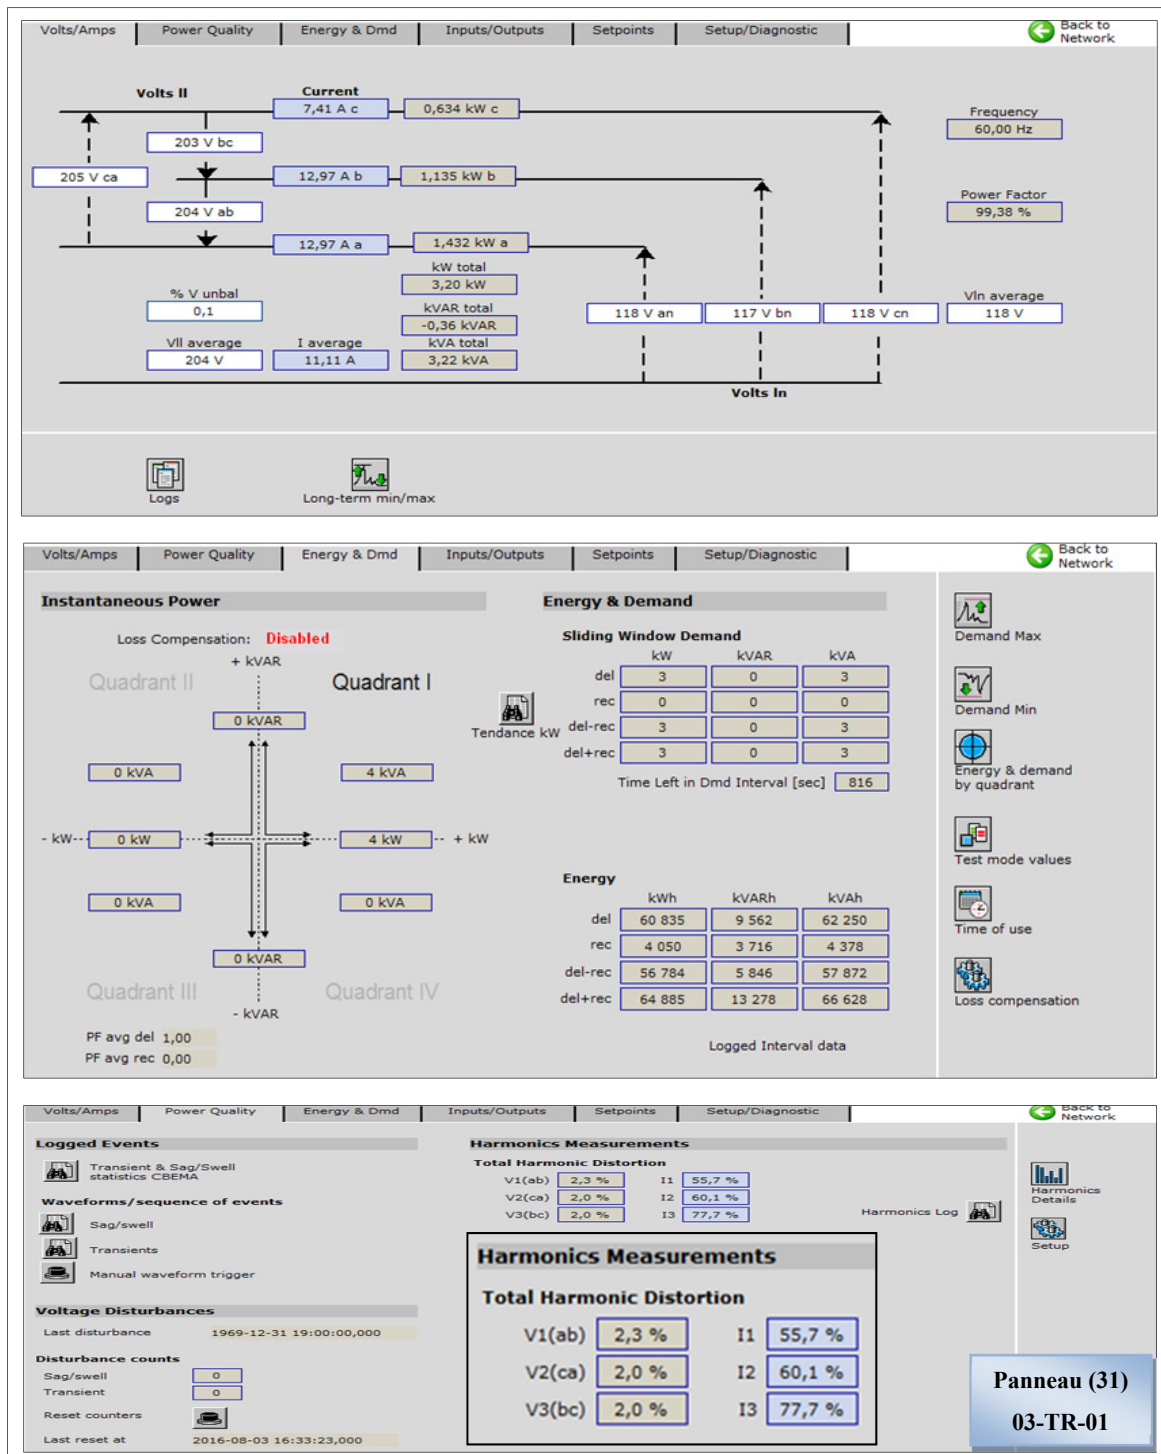 Volts/Amps Power Quality Energy & Dmd Inputs/Outputs Setpoints Setup/Diagnostic Back to Network
Volts ll Current
7,41 A c 0,634 kW c
Frequency
60,00 Hz
203 V bc
205 V ca 12,97 A b 1,135 kW b
Power Factor
99,38 %
204 V ab
12,97 A a 1,432 kW a
kW total
3,20 kW
% V unbal
0,1
kVAR total
-0,36 kVAR
118 V an 117 V bn 118 V cn
Vln average
118 V
Vll average I average kVA total
204 V 11,11 A 3,22 kVA
Volts ln
Logs Long-term min/max
Volts/Amps Power Quality Energy & Dmd Inputs/Outputs Setpoints Setup/Diagnostic Back to Network
Instantaneous Power
Loss Compensation: Disabled
+ kVAR
Quadrant II Quadrant I
0 kVAR
0 kVA 4 kVA
- kW 0 kW 4 kW + kW
0 kVA 0 kVA
0 kVAR
Quadrant III Quadrant IV
- kVAR
PF avg del 1,00
PF avg rec 0,00
Tendance kW
Energy & Demand
Sliding Window Demand
kW kVAR kVA
del 3 0 3
rec 0 0 0
del-rec 3 0 3
del+rec 3 0 3
Time Left in Dmd Interval [sec] 816
Energy
kWh kVARh kVAh
del 60 835 9 562 62 250
rec 4 050 3 716 4 378
del-rec 56 784 5 846 57 872
del+rec 64 885 13 278 66 628
Logged Interval data
Demand Max
Demand Min
Energy & demand
by quadrant
Test mode values
Time of use
Loss compensation
Volts/Amps Power Quality Energy & Dmd Inputs/Outputs Setpoints Setup/Diagnostic Back to Network
Logged Events
Transient & Sag/Swell
statistics CBEMA
Waveforms/sequence of events
Sag/swell
Transients
Manual waveform trigger
Voltage Disturbances
Last disturbance 1969-12-31 19:00:00,000
Disturbance counts
Sag/swell 0
Transient 0
Reset counters
Last reset at 2016-08-03 16:33:23,000
Harmonics Measurements
Total Harmonic Distortion
V1(ab) 2,3 % I1 55,7 %
V2(ca) 2,0 % I2 60,1 %
V3(bc) 2,0 % I3 77,7 %
Harmonics Log
Harmonics
Details
Setup
Harmonics Measurements
Total Harmonic Distortion
V1(ab) 2,3 % I1 55,7 %
V2(ca) 2,0 % I2 60,1 %
V3(bc) 2,0 % I3 77,7 %
Panneau (31)
03-TR-01